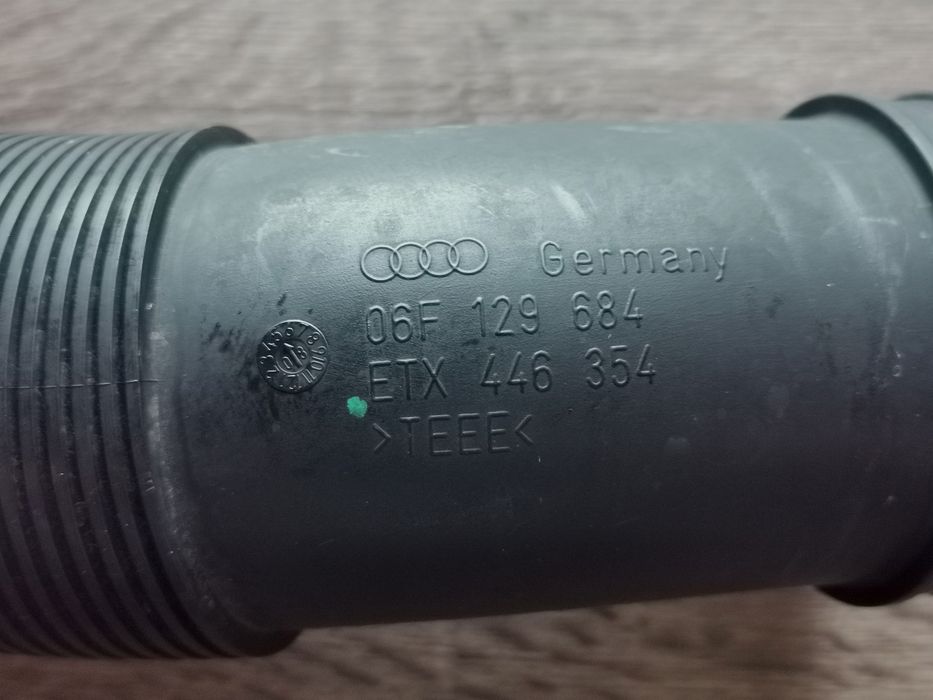 Germany
06F 129 684
ETX 446 354
>TEEE<